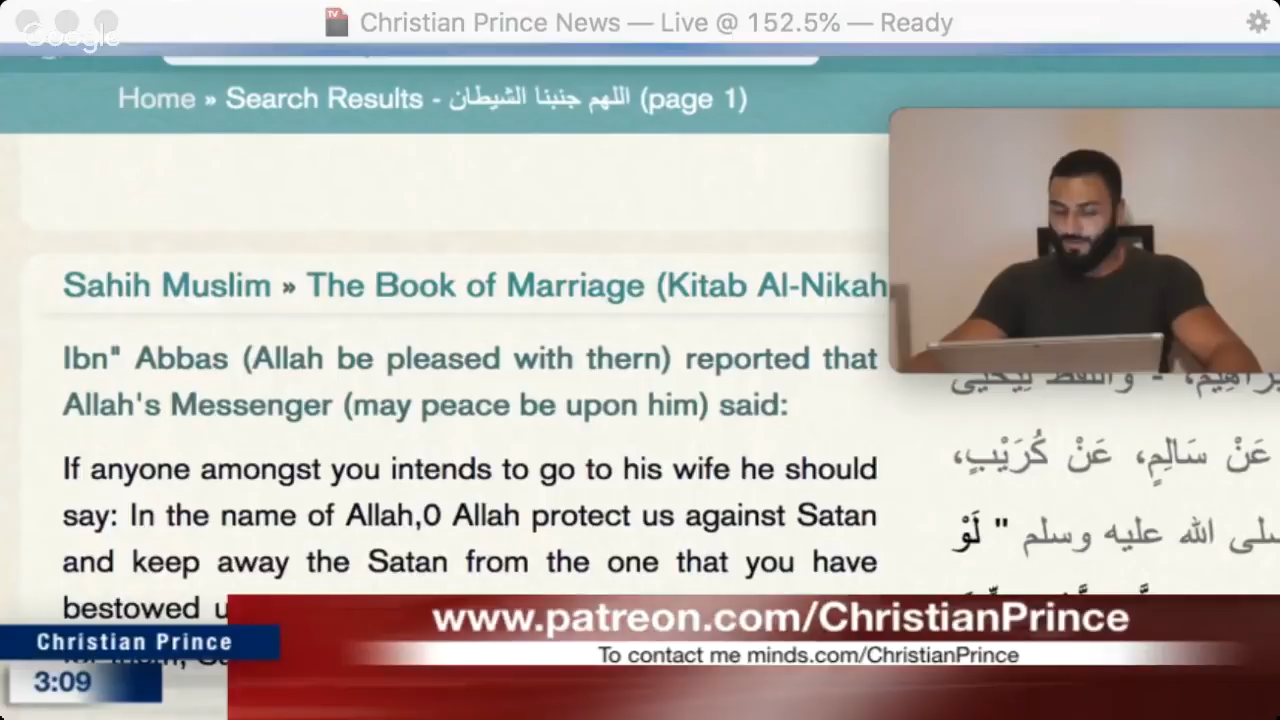 Google
Christian Prince News — Live @ 152.5% — Ready
Home » Search Results - اللهم جنبنا الشيطان (page 1)
Sahih Muslim » The Book of Marriage (Kitab Al-Nikah
Ibn" Abbas (Allah be pleased with thern) reported that
Allah's Messenger (may peace be upon him) said:
If anyone amongst you intends to go to his wife he should
say: In the name of Allah,0 Allah protect us against Satan
and keep away the Satan from the one that you have
bestowed
إبراهيم، - واللفظ ليحيى
عَنْ سَالِمٍ، عَنْ كُرَيْبٍ،
صلى الله عليه وسلم " لَوْ
www.patreon.com/ChristianPrince
Christian Prince
To contact me minds.com/ChristianPrince
3:09